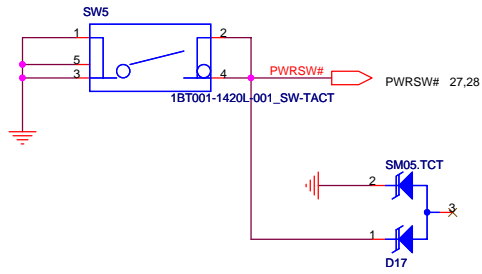 SW5
1
2
5
3
4
PWRSW#
PWRSW# 27,28
1BT001-1420L-001_SW-TACT
SM05.TCT
2
3
1
D17